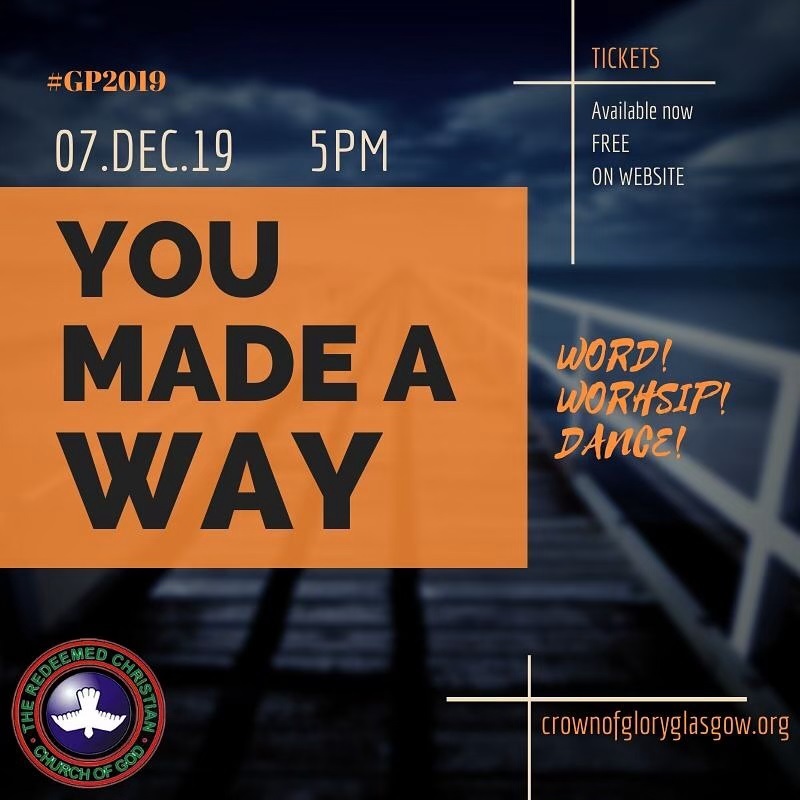 #GP2019
07.DEC.19 5PM
TICKETS
Available now
FREE
ON WEBSITE
YOU
MADE A
WAY
WORD!
WORHSIP!
DANCE!
THE REDEEMED CHRISTIAN
CHURCH OF GOD
crownofgloryglasgow.org